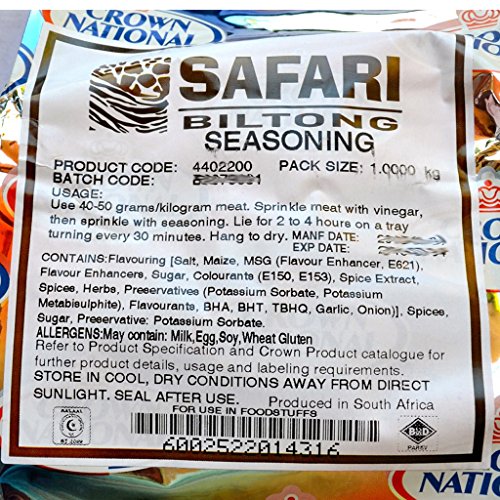 CROWN
NATIONAL
CROWN
NATIONAL
SAFARI
BILTONG
SEASONING
PRODUCT CODE: 4402200 PACK SIZE: 1.0000 kg
BATCH CODE:
USAGE:
Use 40-50 grams/kilogram meat. Sprinkle meat with vinegar,
then sprinkle with seasoning. Lie for 2 to 4 hours on a tray
turning every 30 minutes. Hang to dry. MANF DATE:
EXP DATE:
CONTAINS:Flavouring [Salt, Maize, MSG (Flavour Enhancer, E621),
Flavour Enhancers, Sugar, Colourants (E150, E153), Spice Extract,
Spices, Herbs, Preservatives (Potassium Sorbate, Potassium
Metabisulphite), Flavourants, BHA, BHT, TBHQ, Garlic, Onion)], Spices,
Sugar, Preservative: Potassium Sorbate.
ALLERGENS:May contain: Milk,Egg,Soy,Wheat Gluten
Refer to Product Specification and Crown Product catalogue for
further product details, usage and labeling requirements.
STORE IN COOL, DRY CONDITIONS AWAY FROM DIRECT
SUNLIGHT. SEAL AFTER USE. Produced in South Africa
FOR USE IN FOODSTUFFS
6002522014316
HALAAL
PAREV
CROWN
NATIONAL